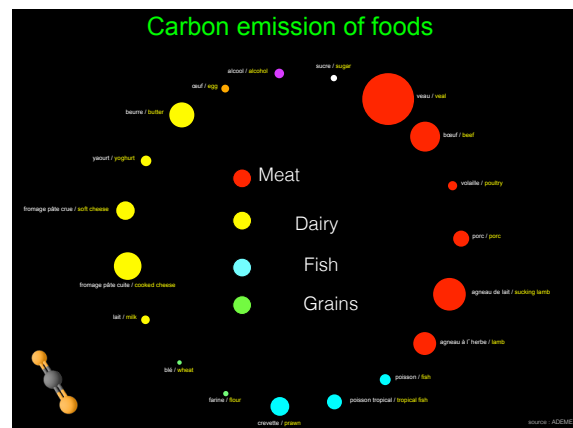 Carbon emission of foods
alcool / alcohol
sucre / sugar
œuf / egg
veau / veal
beurre / butter
bœuf / beef
yaourt / yoghurt
Meat
volaille / poultry
fromage pâte crue / soft cheese
Dairy
porc / porc
Fish
fromage pâte cuite / cooked cheese
agneau de lait / sucking lamb
Grains
lait / milk
agneau à l'herbe / lamb
blé / wheat
poisson / fish
farine / flour
poisson tropical / tropical fish
crevette / prawn
source : ADEME